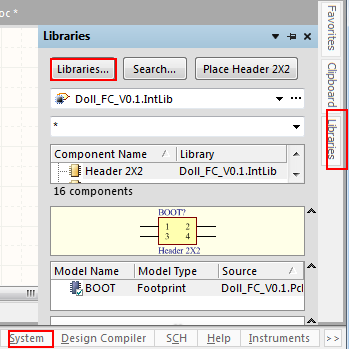 oc *
Libraries
Libraries...
Search...
Place Header 2X2
Doll_FC_V0.1.IntLib
*
Component Name
Library
Header 2X2
Doll_FC_V0.1.IntLib
16 components
BOOT?
1 2
3 4
Header 2X2
Model Name
Model Type
Source
BOOT
Footprint
Doll_FC_V0.1.Pcl
System
Design Compiler
SCH
Help
Instruments
>>
Favorites
Clipboard
Libraries